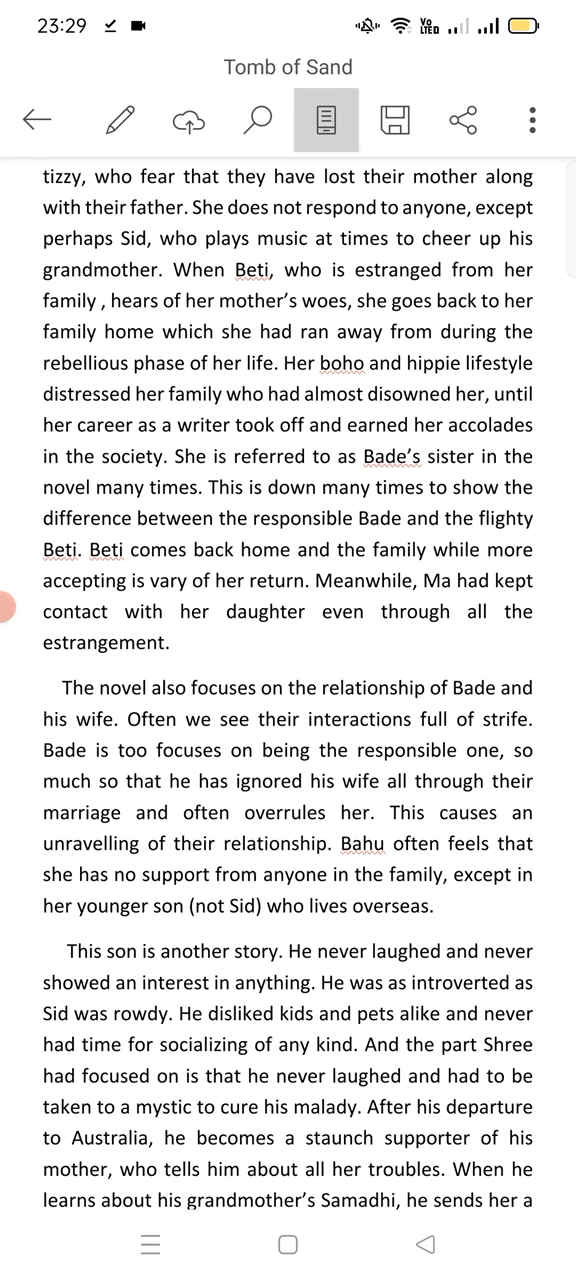 23:29
VoLTED
Tomb of Sand
tizzy, who fear that they have lost their mother along
with their father. She does not respond to anyone, except
perhaps Sid, who plays music at times to cheer up his
grandmother. When Beti, who is estranged from her
family , hears of her mother's woes, she goes back to her
family home which she had ran away from during the
rebellious phase of her life. Her boho and hippie lifestyle
distressed her family who had almost disowned her, until
her career as a writer took off and earned her accolades
in the society. She is referred to as Bade's sister in the
novel many times. This is down many times to show the
difference between the responsible Bade and the flighty
Beti. Beti comes back home and the family while more
accepting is vary of her return. Meanwhile, Ma had kept
contact with her daughter even through all the
estrangement.
The novel also focuses on the relationship of Bade and
his wife. Often we see their interactions full of strife.
Bade is too focuses on being the responsible one, so
much so that he has ignored his wife all through their
marriage and often overrules her. This causes an
unravelling of their relationship. Bahu often feels that
she has no support from anyone in the family, except in
her younger son (not Sid) who lives overseas.
This son is another story. He never laughed and never
showed an interest in anything. He was as introverted as
Sid was rowdy. He disliked kids and pets alike and never
had time for socializing of any kind. And the part Shree
had focused on is that he never laughed and had to be
taken to a mystic to cure his malady. After his departure
to Australia, he becomes a staunch supporter of his
mother, who tells him about all her troubles. When he
learns about his grandmother's Samadhi, he sends her a